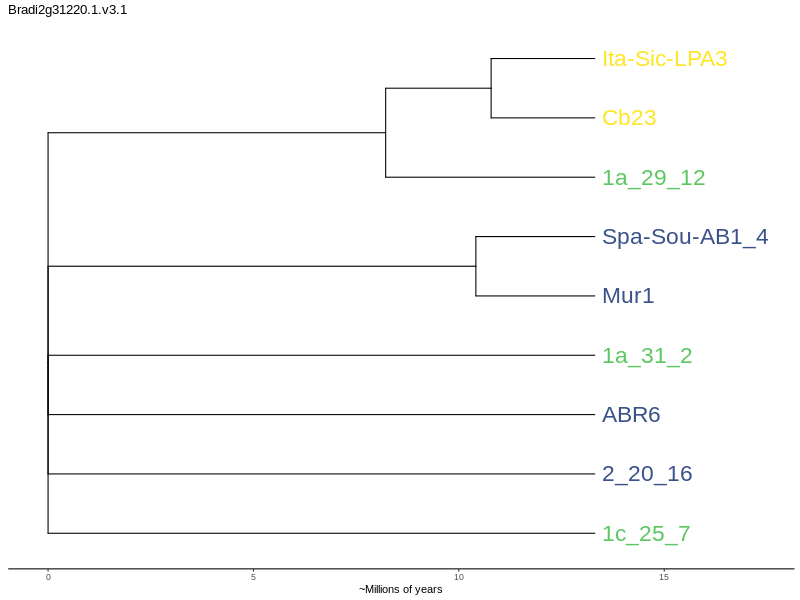 Bradi2g31220.1.v3.1
Ita-Sic-LPA3
Cb23
1a_29_12
Spa-Sou-AB1_4
Mur1
1a_31_2
ABR6
2_20_16
1c_25_7
0 5 10 15
~Millions of years